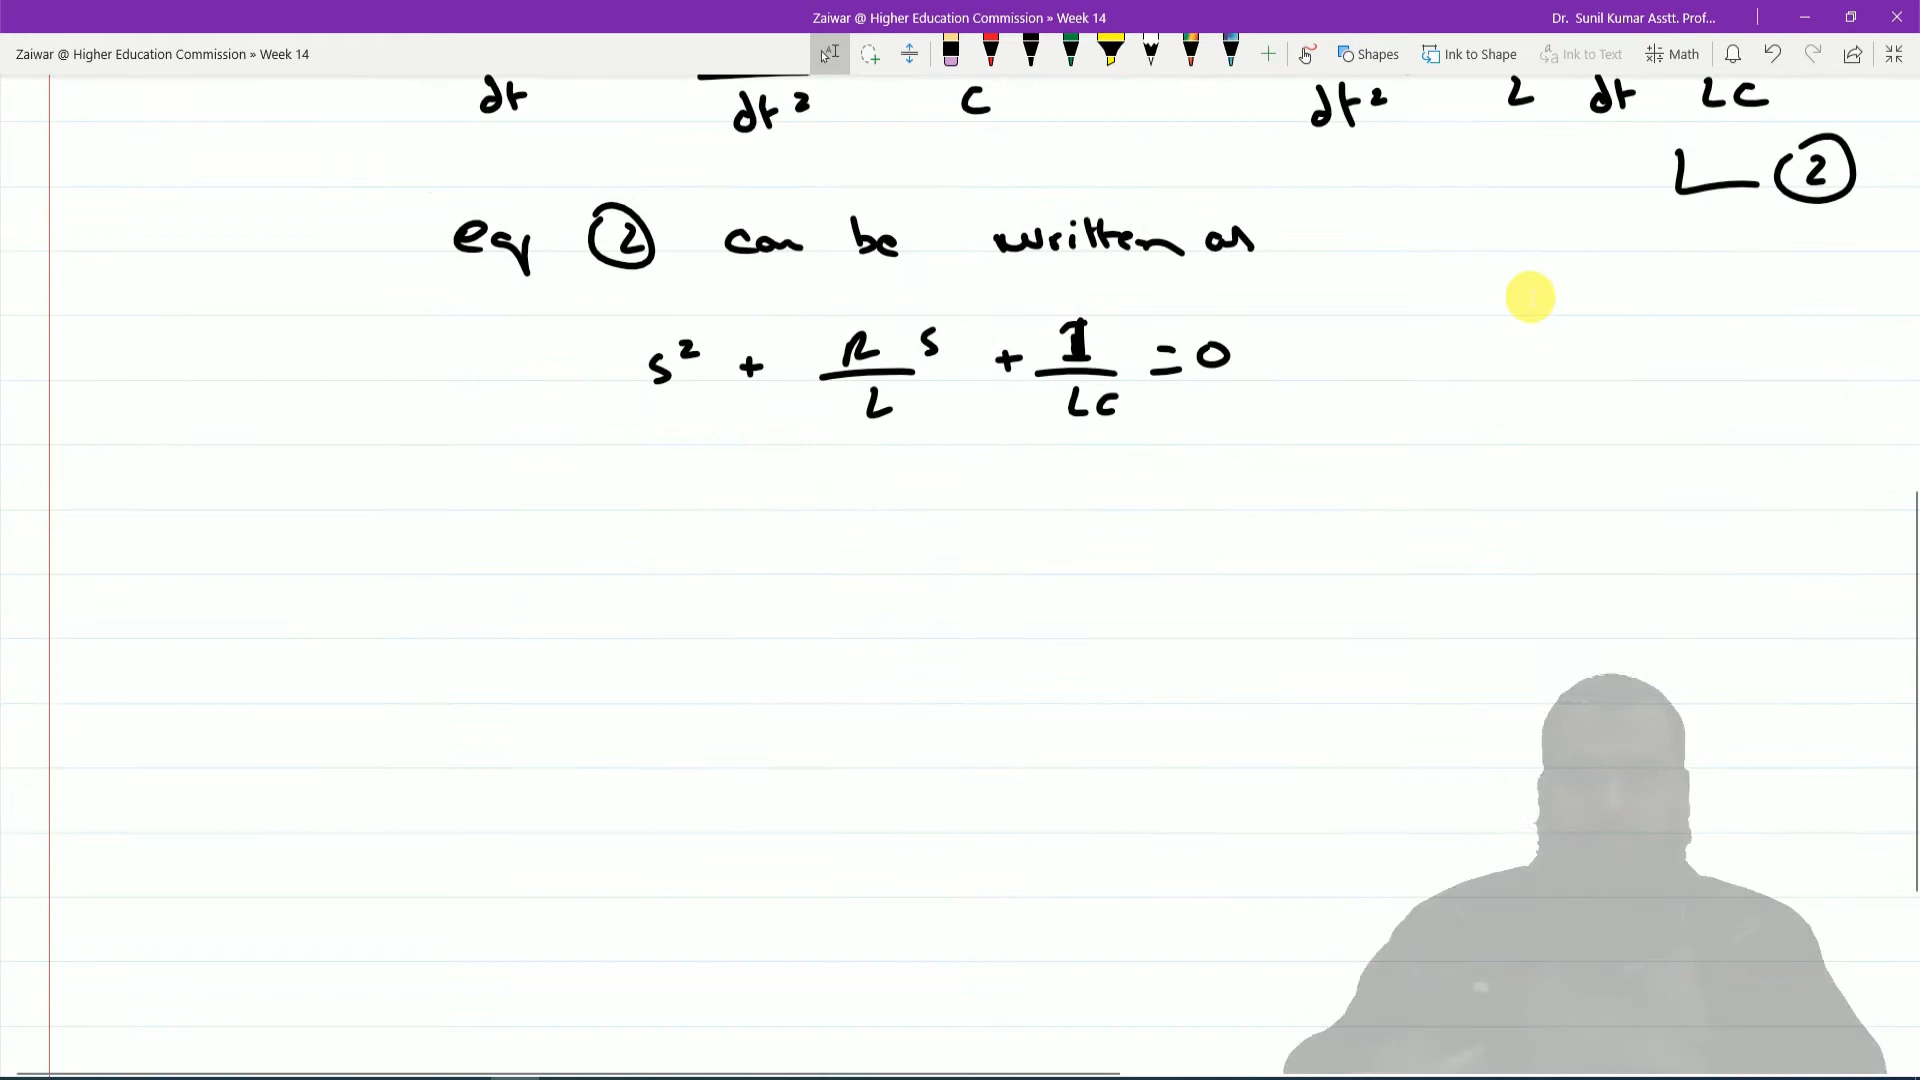 Zaiwar @ Higher Education Commission » Week 14
Dr. Sunil Kumar Asstt. Prof...
Zaiwar @ Higher Education Commission » Week 14
Shapes
Ink to Shape
Ink to Text
Math
dt dt² C dt² L dt LC
②
eq ② can be written as
s² + R/L s + 1/LC = 0